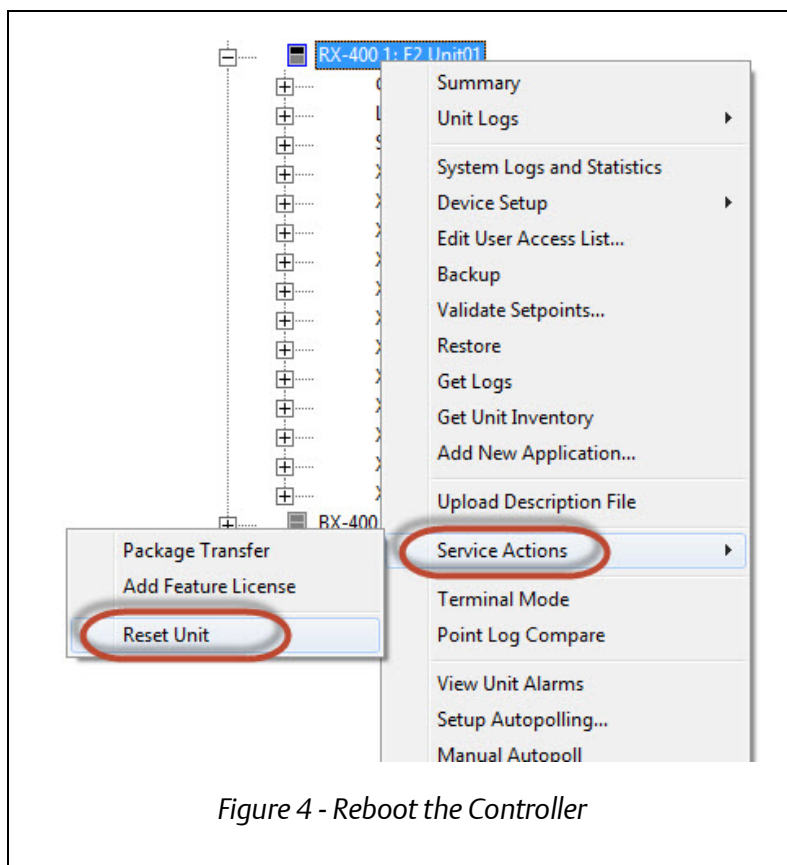 RX-400 1: E2 Unit01
Summary
Unit Logs
System Logs and Statistics
Device Setup
Edit User Access List...
Backup
Validate Setpoints...
Restore
Get Logs
Get Unit Inventory
Add New Application...
Upload Description File
RX-400
Service Actions
Package Transfer
Add Feature License
Reset Unit
Terminal Mode
Point Log Compare
View Unit Alarms
Setup Autopolling...
Manual Autopoll
Figure 4 - Reboot the Controller